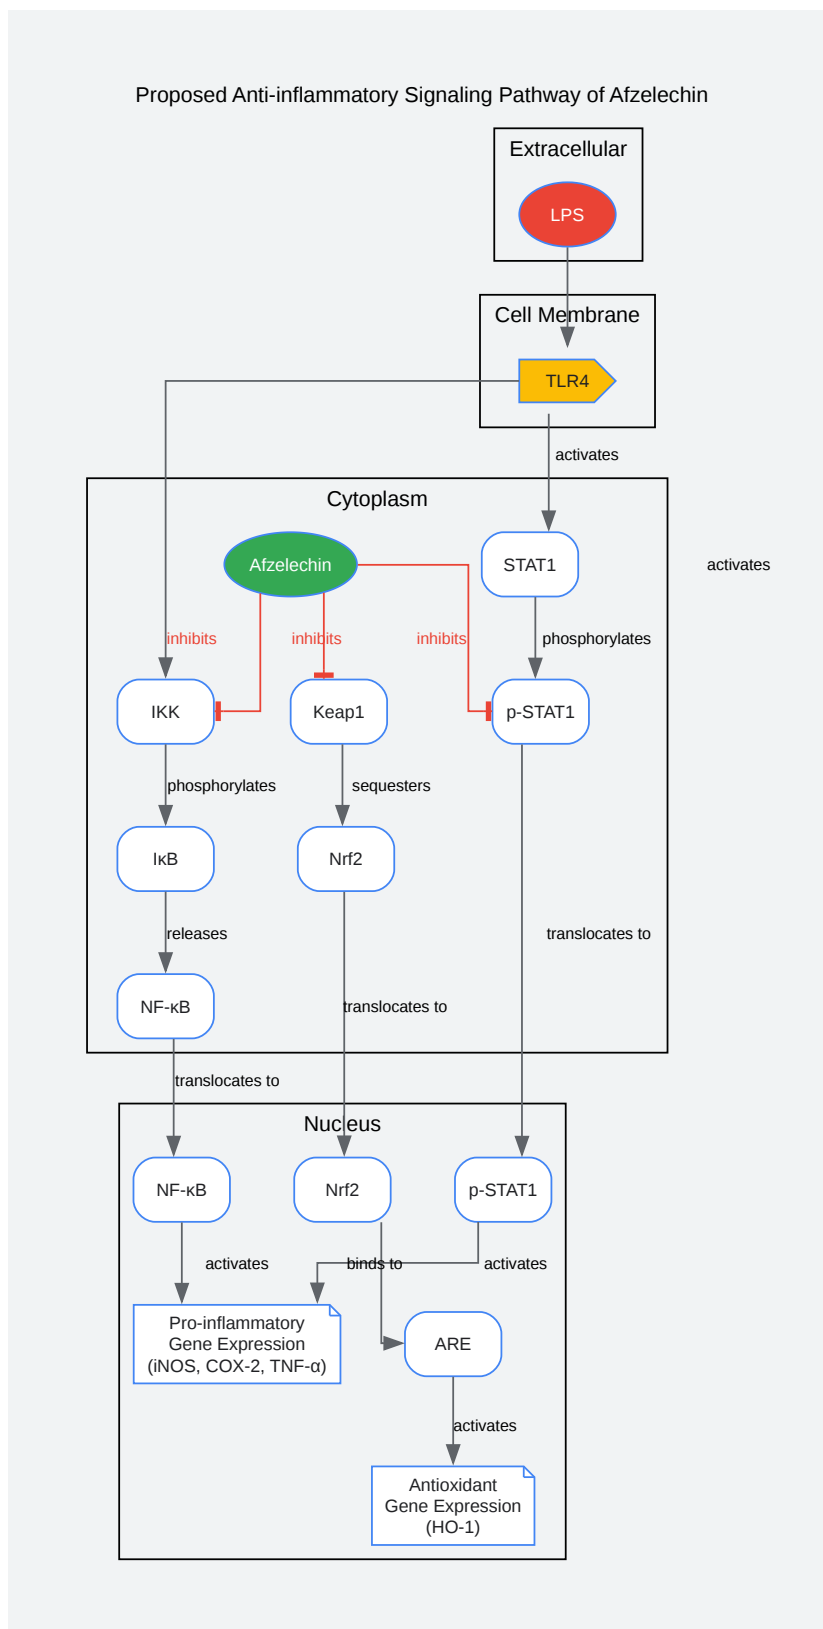 Proposed Anti-inflammatory Signaling Pathway of Afzelechin
Extracellular
LPS
Cell Membrane
TLR4
activates
Cytoplasm
Afzelechin
STAT1
activates
inhibits
inhibits
inhibits
phosphorylates
IKK
Keap1
p-STAT1
phosphorylates
sequesters
IκB
Nrf2
releases
translocates to
NF-κB
translocates to
translocates to
Nucleus
NF-κB
Nrf2
p-STAT1
activates
binds to
activates
Pro-inflammatory
Gene Expression
(iNOS, COX-2, TNF-α)
ARE
activates
Antioxidant
Gene Expression
(HO-1)